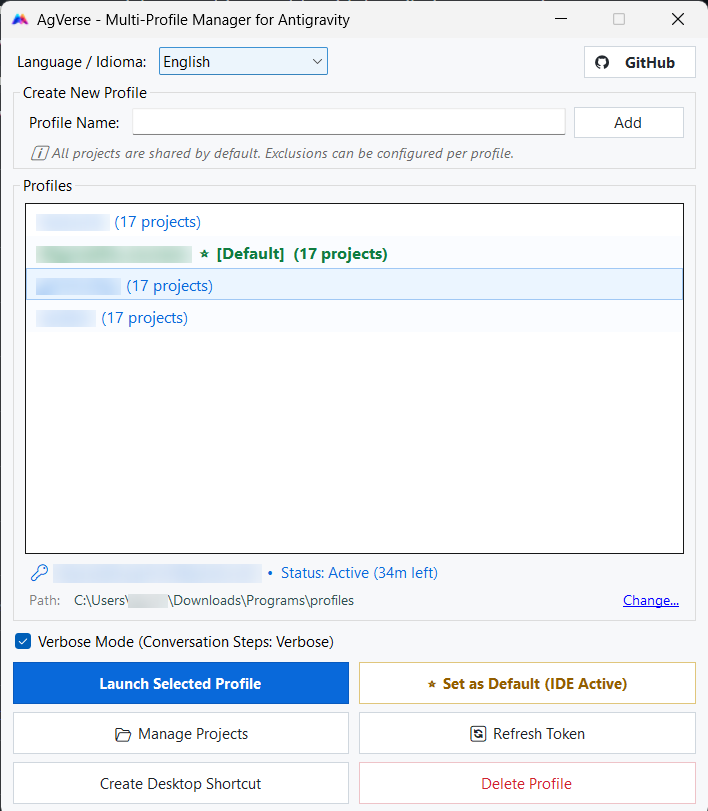 AgVerse - Multi-Profile Manager for Antigravity
Language / Idioma: English GitHub
Create New Profile
Profile Name: Add
All projects are shared by default. Exclusions can be configured per profile.
Profiles
(17 projects)
★ [Default] (17 projects)
(17 projects)
(17 projects)
• Status: Active (34m left)
Path: C:\Users\ \Downloads\Programs\profiles Change...
Verbose Mode (Conversation Steps: Verbose)
Launch Selected Profile ★ Set as Default (IDE Active)
Manage Projects Refresh Token
Create Desktop Shortcut Delete Profile